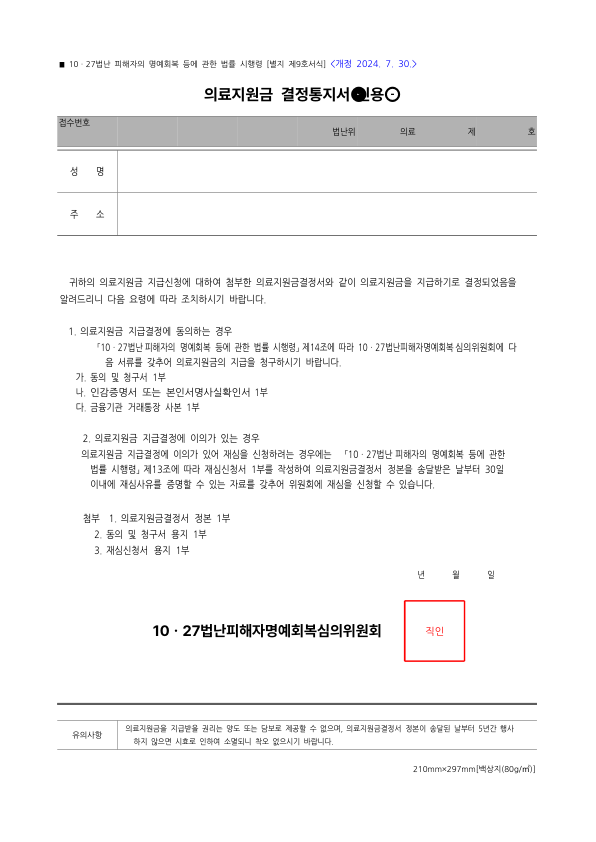 ■ 10ㆍ27법난 피해자의 명예회복 등에 관한 법률 시행령 [별지 제9호서식] <개정 2024. 7. 30.>
의료지원금 결정통지서
접수번호
법난위 의료 제 호
성 명
주 소
귀하의 의료지원금 지급신청에 대하여 첨부한 의료지원금결정서와 같이 의료지원금을 지급하기로 결정되었음을
알려드리니 다음 요령에 따라 조치하시기 바랍니다.
1. 의료지원금 지급결정에 동의하는 경우
「10ㆍ27법난 피해자의 명예회복 등에 관한 법률 시행령」 제14조에 따라 10ㆍ27법난피해자명예회복심의위원회에 다
음 서류를 갖추어 의료지원금의 지급을 청구하시기 바랍니다.
가. 동의 및 청구서 1부
나. 인감증명서 또는 본인서명사실확인서 1부
다. 금융기관 거래통장 사본 1부
2. 의료지원금 지급결정에 이의가 있는 경우
의료지원금 지급결정에 이의가 있어 재심을 신청하려는 경우에는 「10ㆍ27법난 피해자의 명예회복 등에 관한
법률 시행령」 제13조에 따라 재심신청서 1부를 작성하여 의료지원금결정서 정본을 송달받은 날부터 30일
이내에 재심사유를 증명할 수 있는 자료를 갖추어 위원회에 재심을 신청할 수 있습니다.
첨부 1. 의료지원금결정서 정본 1부
2. 동의 및 청구서 용지 1부
3. 재심신청서 용지 1부
년 월 일
10ㆍ27법난피해자명예회복심의위원회
직인
유의사항
의료지원금을 지급받을 권리는 양도 또는 담보로 제공할 수 없으며, 의료지원금결정서 정본이 송달된 날부터 5년간 행사
하지 않으면 시효로 인하여 소멸되니 착오 없으시기 바랍니다.
210mm×297mm[백상지(80g/㎡)]